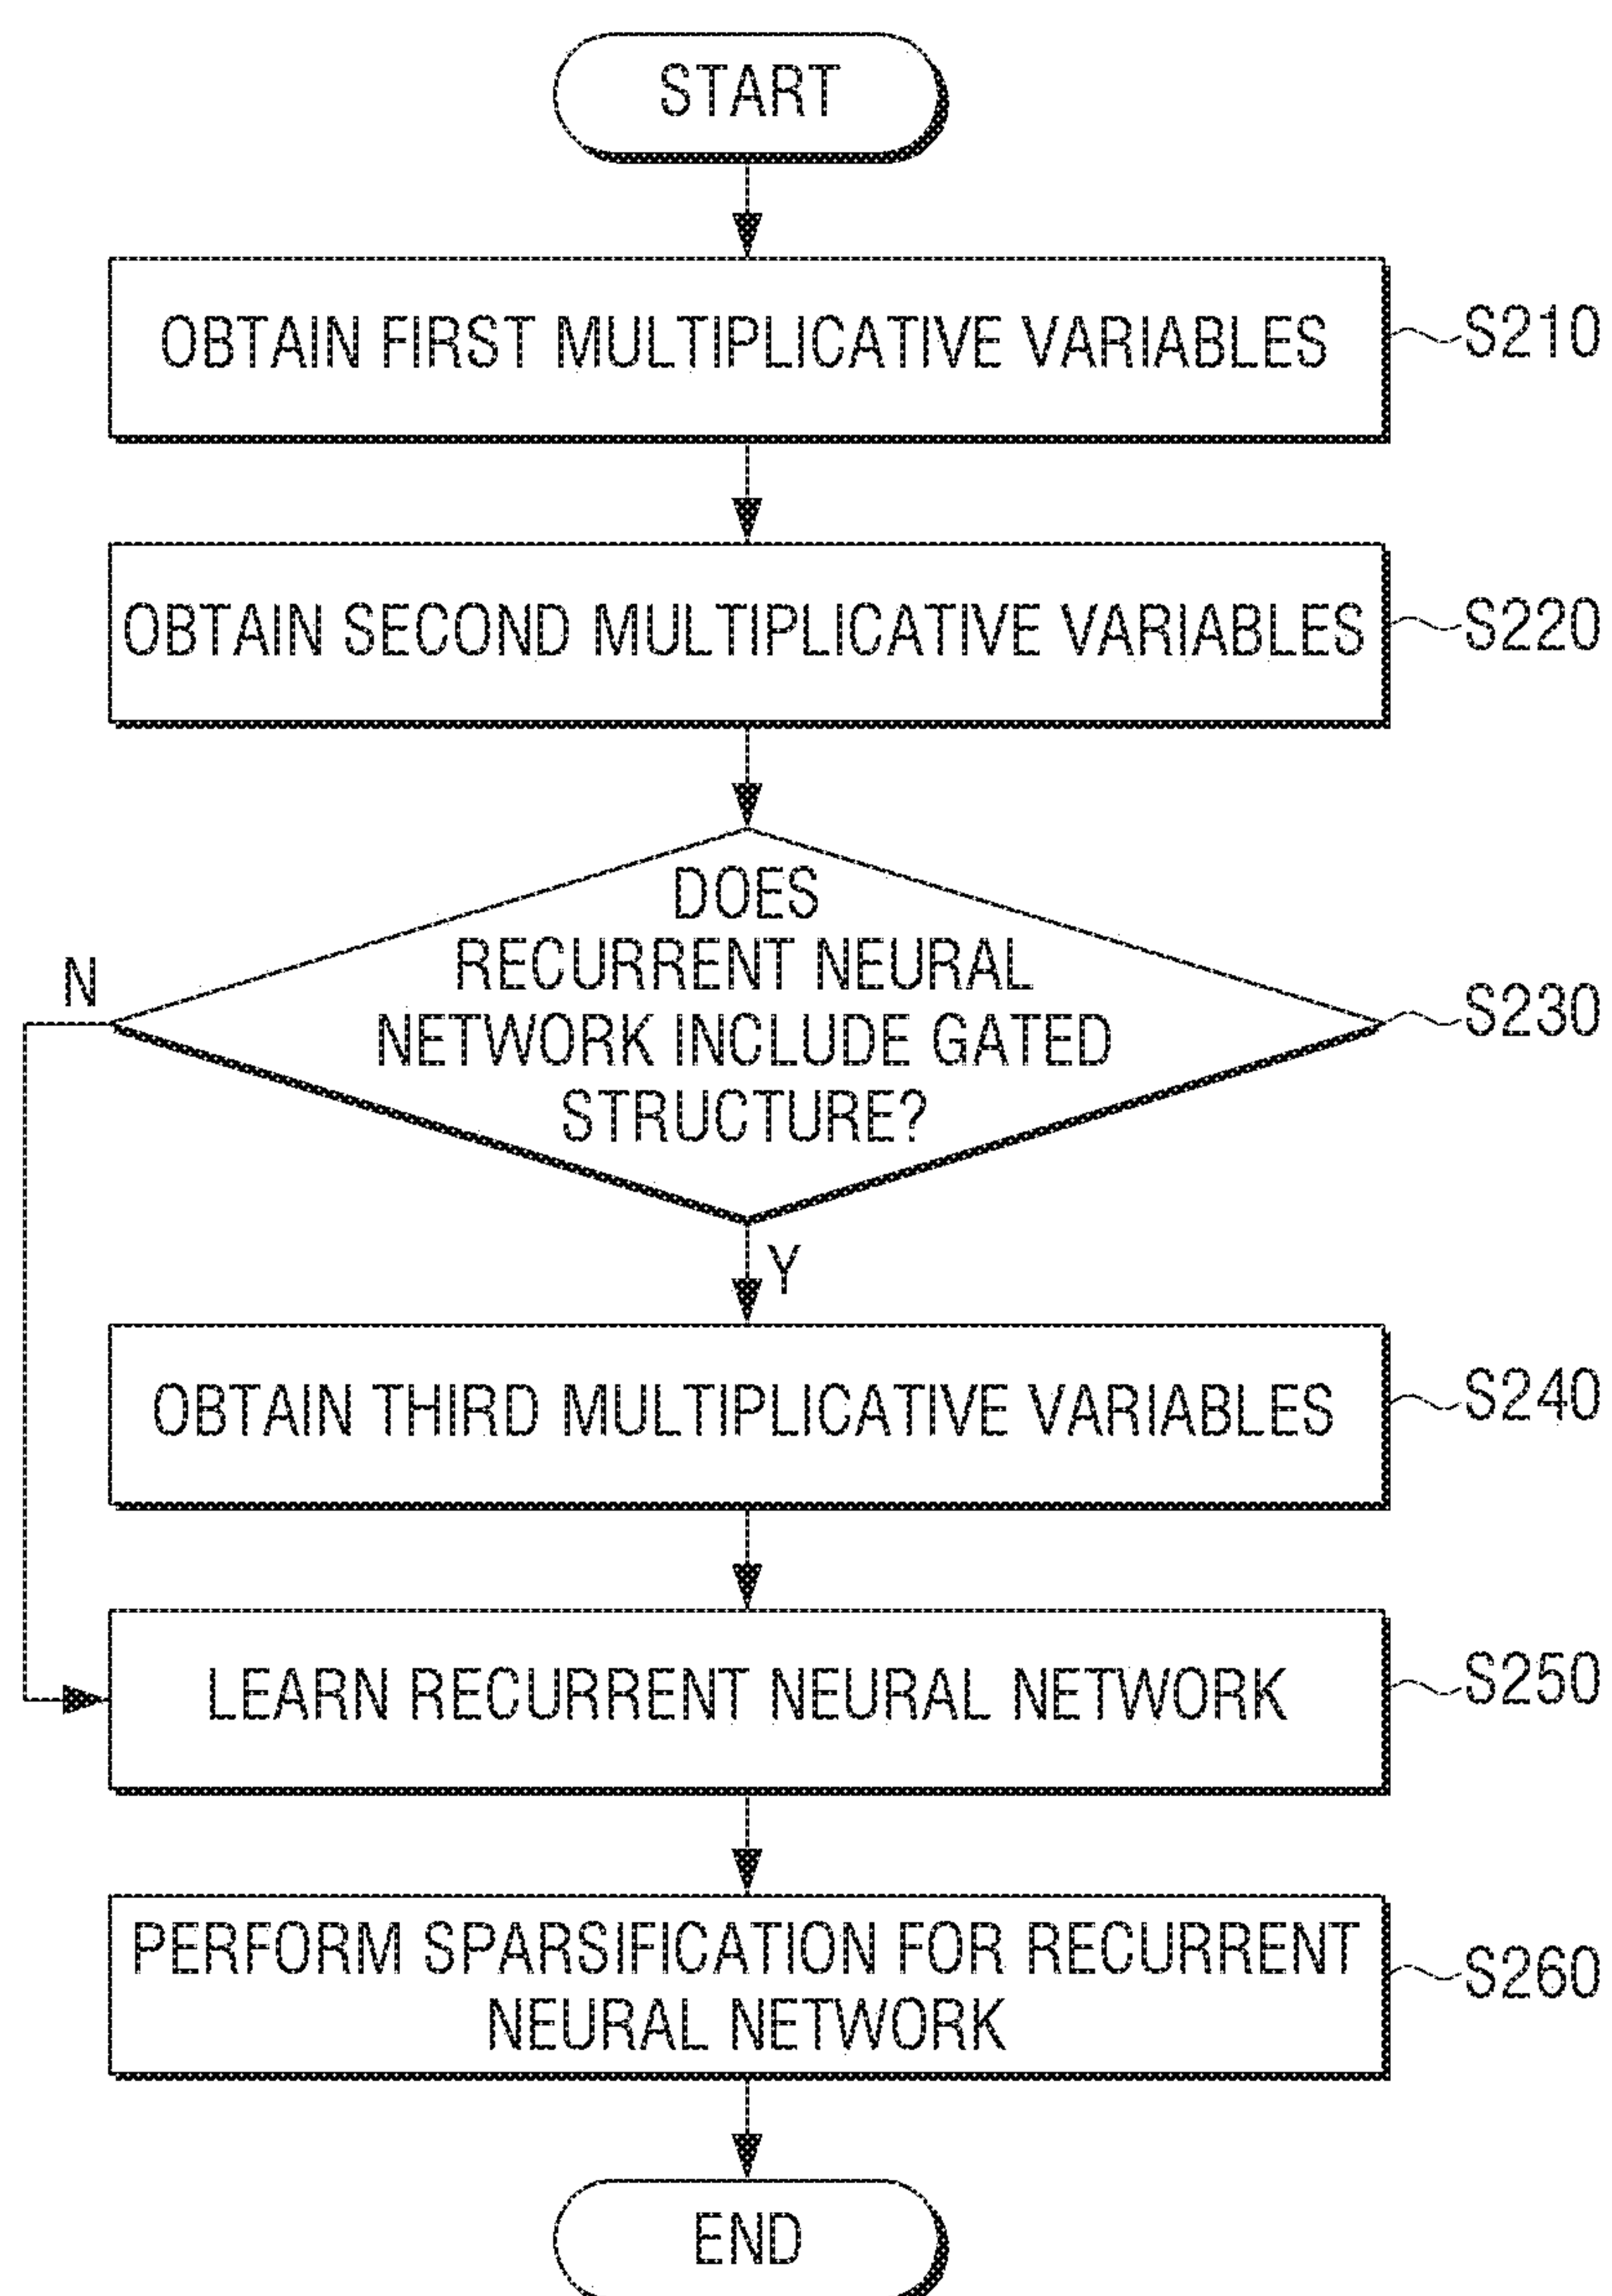 START
OBTAIN FIRST MULTIPLICATIVE VARIABLES
S210
OBTAIN SECOND MULTIPLICATIVE VARIABLES
S220
DOES
RECURRENT NEURAL
NETWORK INCLUDE GATED
STRUCTURE?
S230
N
Y
OBTAIN THIRD MULTIPLICATIVE VARIABLES
S240
LEARN RECURRENT NEURAL NETWORK
S250
PERFORM SPARSIFICATION FOR RECURRENT
NEURAL NETWORK
S260
END